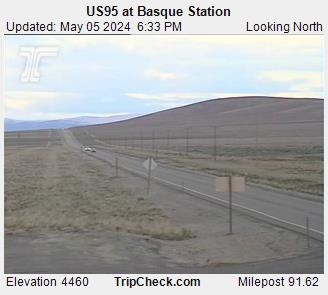 US95 at Basque Station
Updated: May 05 2024 6:33 PM Looking North
Elevation 4460 TripCheck.com Milepost 91.62